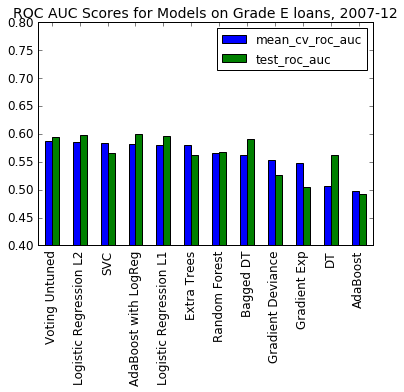 ROC AUC Scores for Models on Grade E loans, 2007-12
mean_cv_roc_auc
test_roc_auc
0.80
0.75
0.70
0.65
0.60
0.55
0.50
0.45
0.40
Voting Untuned
Logistic Regression L2
SVC
AdaBoost with LogReg
Logistic Regression L1
Extra Trees
Random Forest
Bagged DT
Gradient Deviance
Gradient Exp
DT
AdaBoost